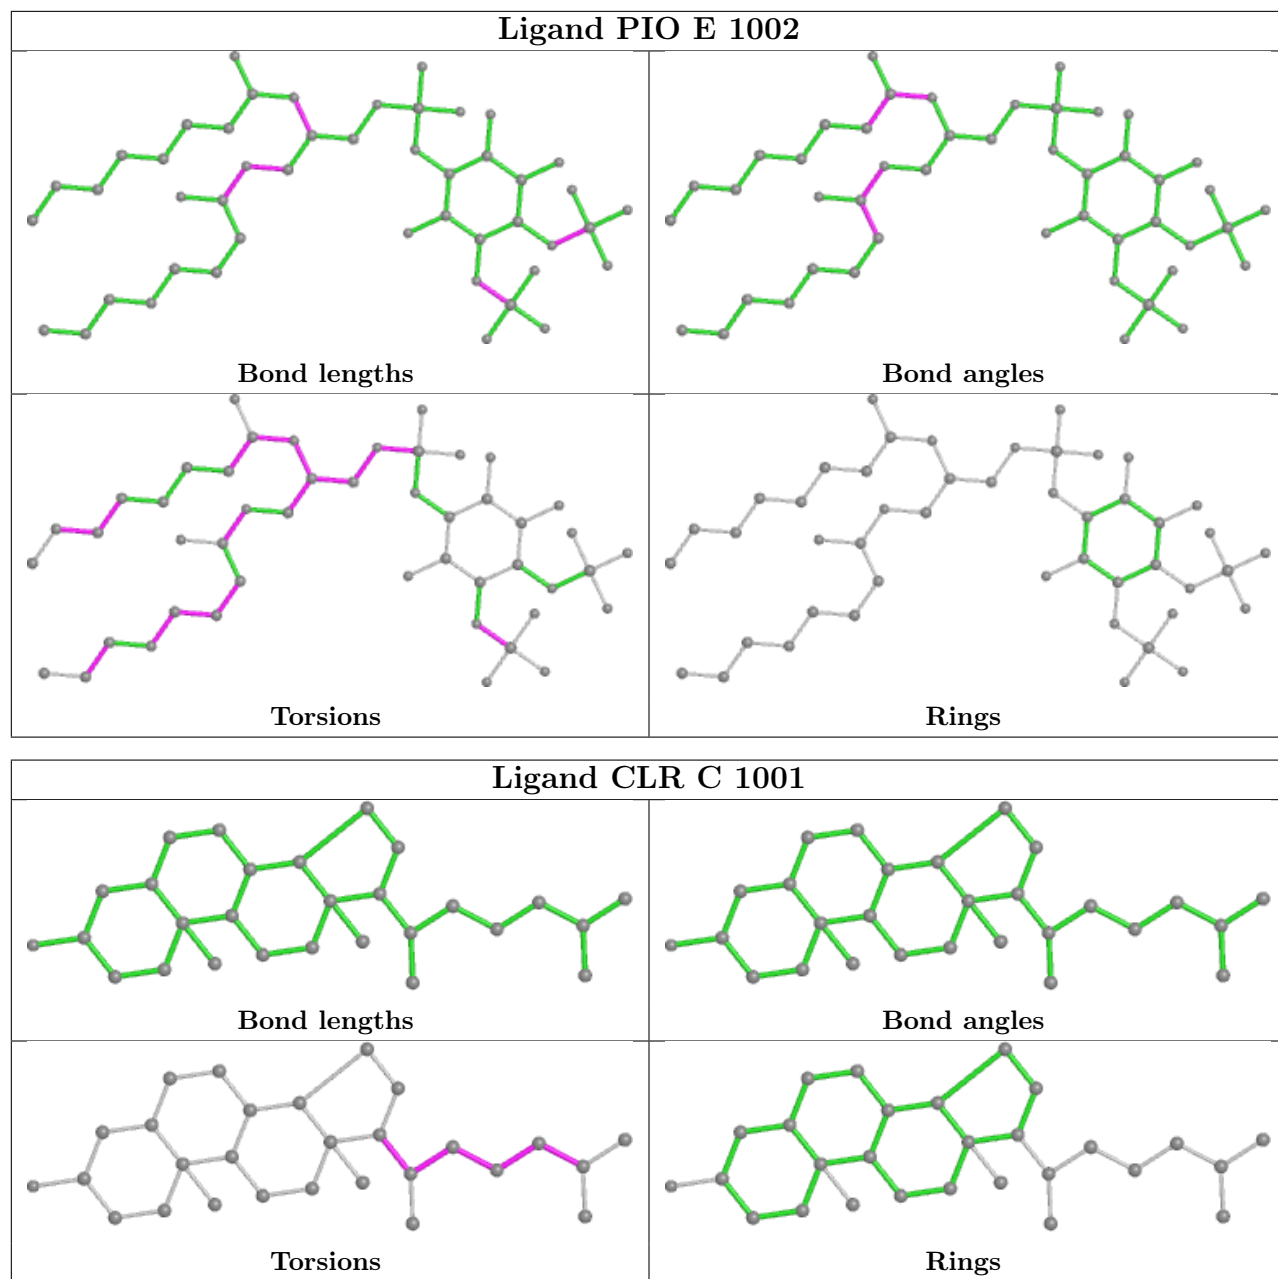 Ligand PIO E 1002
Bond lengths
Bond angles
Torsions
Rings
Ligand CLR C 1001
Bond lengths
Bond angles
Torsions
Rings